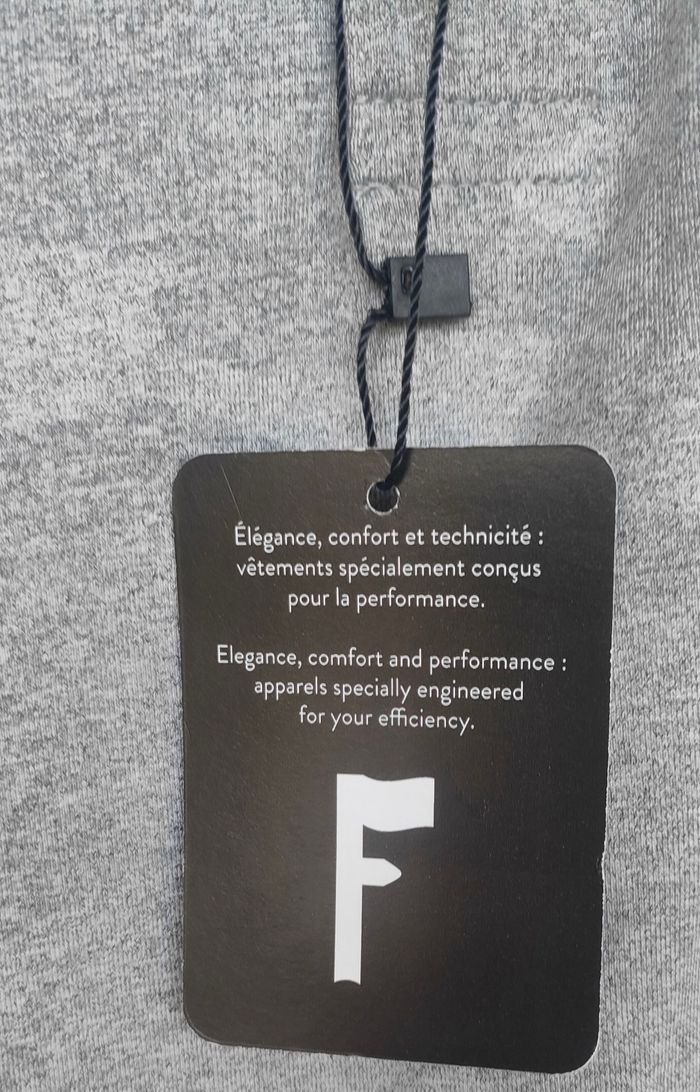 Élégance, confort et technicité :
vêtements spécialement conçus
pour la performance.
Elegance, comfort and performance :
apparels specially engineered
for your efficiency.
F